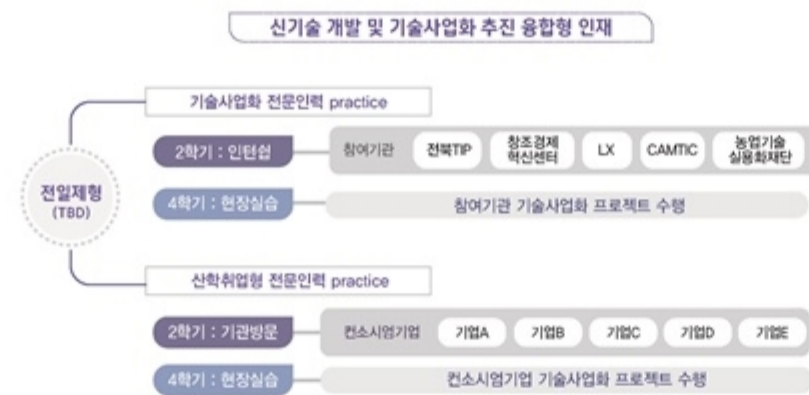 신기술 개발 및 기술사업화 추진 융합형 인재
기술사업화 전문인력 practice
2학기 : 인턴쉽
참여기관
전북TIP
창조경제
혁신센터
LX
CAMTIC
농업기술
실용화재단
전일제형
(TBD)
4학기 : 현장실습
참여기관 기술사업화 프로젝트 수행
산학취업형 전문인력 practice
2학기 : 기관방문
컨소시엄기업
기업A
기업B
기업C
기업D
기업E
4학기 : 현장실습
컨소시엄기업 기술사업화 프로젝트 수행